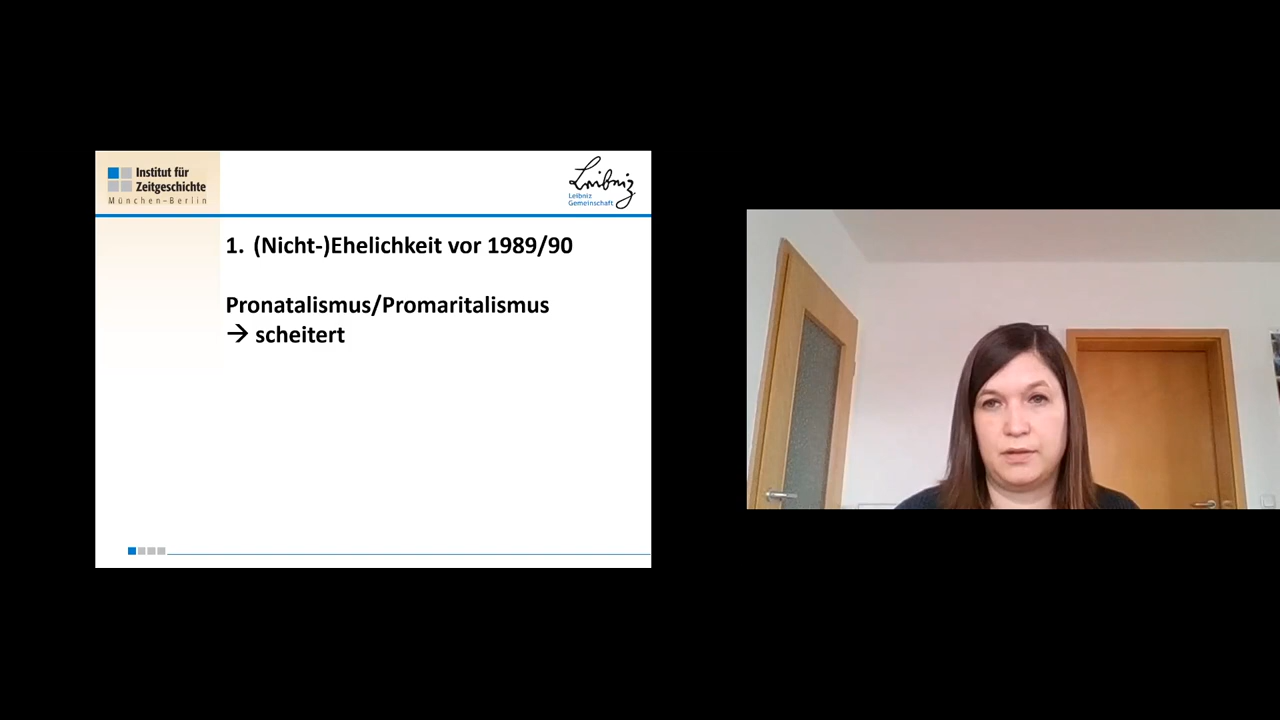 Institut für
Zeitgeschichte
München–Berlin
Leibniz
Leibniz
Gemeinschaft
1. (Nicht-)Ehelichkeit vor 1989/90
Pronatalismus/Promaritalismus
→ scheitert